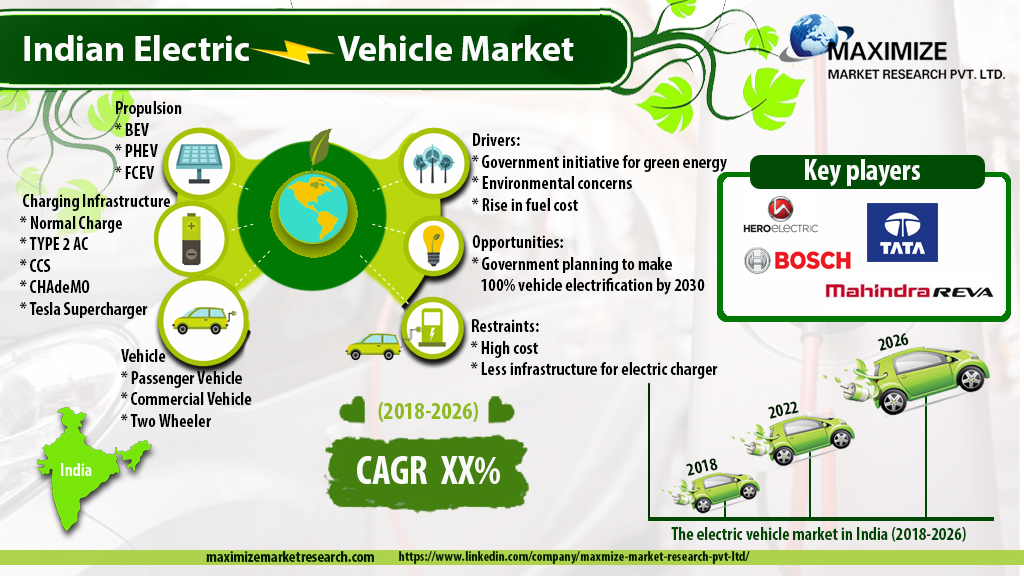 Indian Electric Vehicle Market
MAXIMIZE
MARKET RESEARCH PVT. LTD.
Propulsion
* BEV
* PHEV
* FCEV
Charging Infrastructure
* Normal Charge
* TYPE 2 AC
* CCS
* CHAdeMO
* Tesla Supercharger
Vehicle
* Passenger Vehicle
* Commercial Vehicle
* Two Wheeler
Drivers:
* Government initiative for green energy
* Environmental concerns
* Rise in fuel cost
Opportunities:
* Government planning to make
100% vehicle electrification by 2030
Restraints:
* High cost
* Less infrastructure for electric charger
Key players
HEROELECTRIC
TATA
BOSCH
Mahindra REVA
India
(2018-2026)
CAGR XX%
2018
2022
2026
The electric vehicle market in India (2018-2026)
maximizemarketresearch.com
https://www.linkedin.com/company/maxmize-market-research-pvt-ltd/